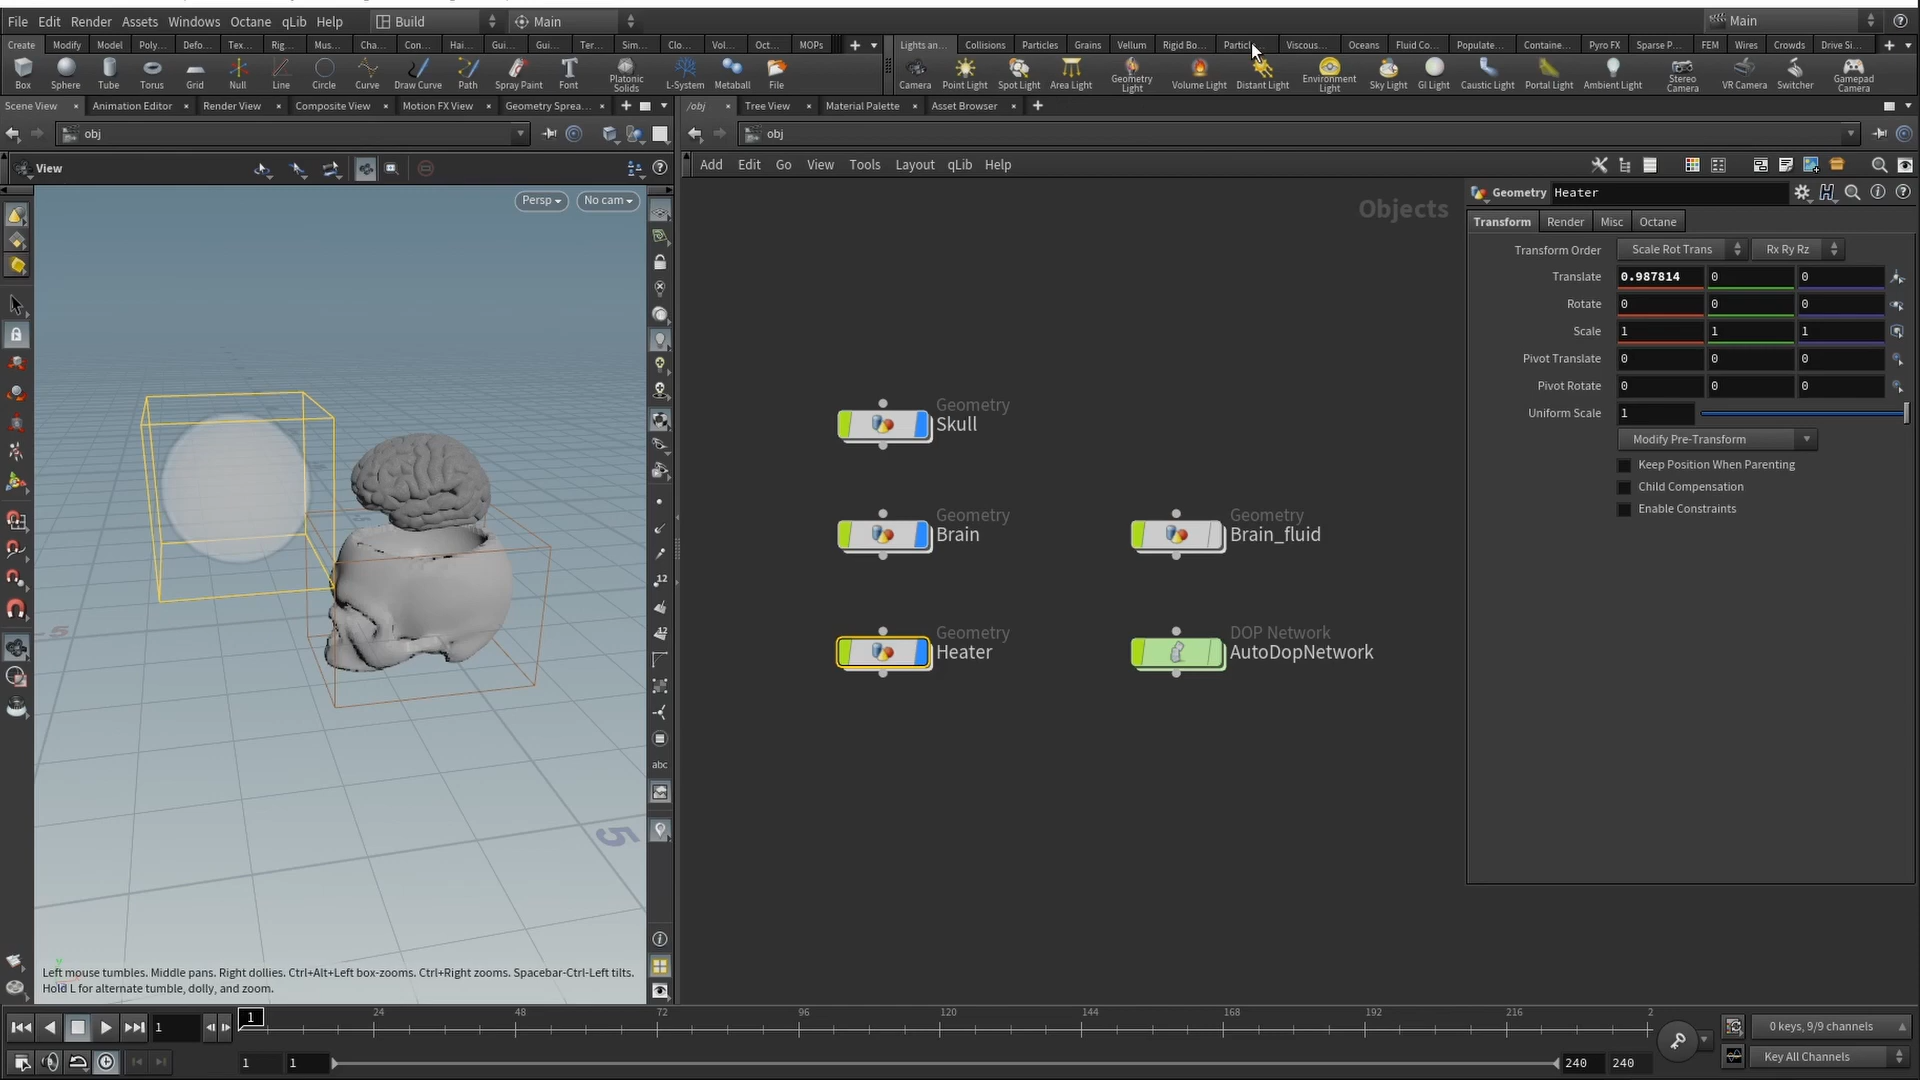 File Edit Render Assets Windows Octane qLib Help Build Main Main
Create Modify Model Poly... Defo... Tex... Rig... Mus... Cha... Con... Hai... Gui... Gui... Ter... Sim... Clo... Vol... Oct... MOPs
Lights an... Collisions Particles Grains Vellum Rigid Bo... Particl... Viscous... Oceans Fluid Co... Populate... Containe... Pyro FX Sparse P... FEM Wires Crowds Drive Si...
Box Sphere Tube Torus Grid Null Line Circle Curve Draw Curve Path Spray Paint Font Platonic Solids L-System Metaball File
Camera Point Light Spot Light Area Light Geometry Light Volume Light Distant Light Environment Light Sky Light GI Light Caustic Light Portal Light Ambient Light Stereo Camera VR Camera Switcher Gamepad Camera
Scene View Animation Editor Render View Composite View Motion FX View Geometry Sprea...
/obj Tree View Material Palette Asset Browser
obj
obj
View
Add Edit Go View Tools Layout qLib Help
Persp No cam
Objects
Geometry Heater
Transform Render Misc Octane
Transform Order Scale Rot Trans Rx Ry Rz
Translate 0.987814 0 0
Rotate 0 0 0
Scale 1 1 1
Pivot Translate 0 0 0
Pivot Rotate 0 0 0
Uniform Scale 1
Modify Pre-Transform
Keep Position When Parenting
Child Compensation
Enable Constraints
Geometry
Skull
Geometry
Brain
Geometry
Brain_fluid
Geometry
Heater
DOP Network
AutoDopNetwork
12
12
abc
5
5
Left mouse tumbles. Middle pans. Right dollies. Ctrl+Alt+Left box-zooms. Ctrl+Right zooms. Spacebar-Ctrl-Left tilts.
Hold L for alternate tumble, dolly, and zoom.
1 1 24 48 72 96 120 144 168 192 216 2
0 keys, 9/9 channels
1 1 240 240
Key All Channels